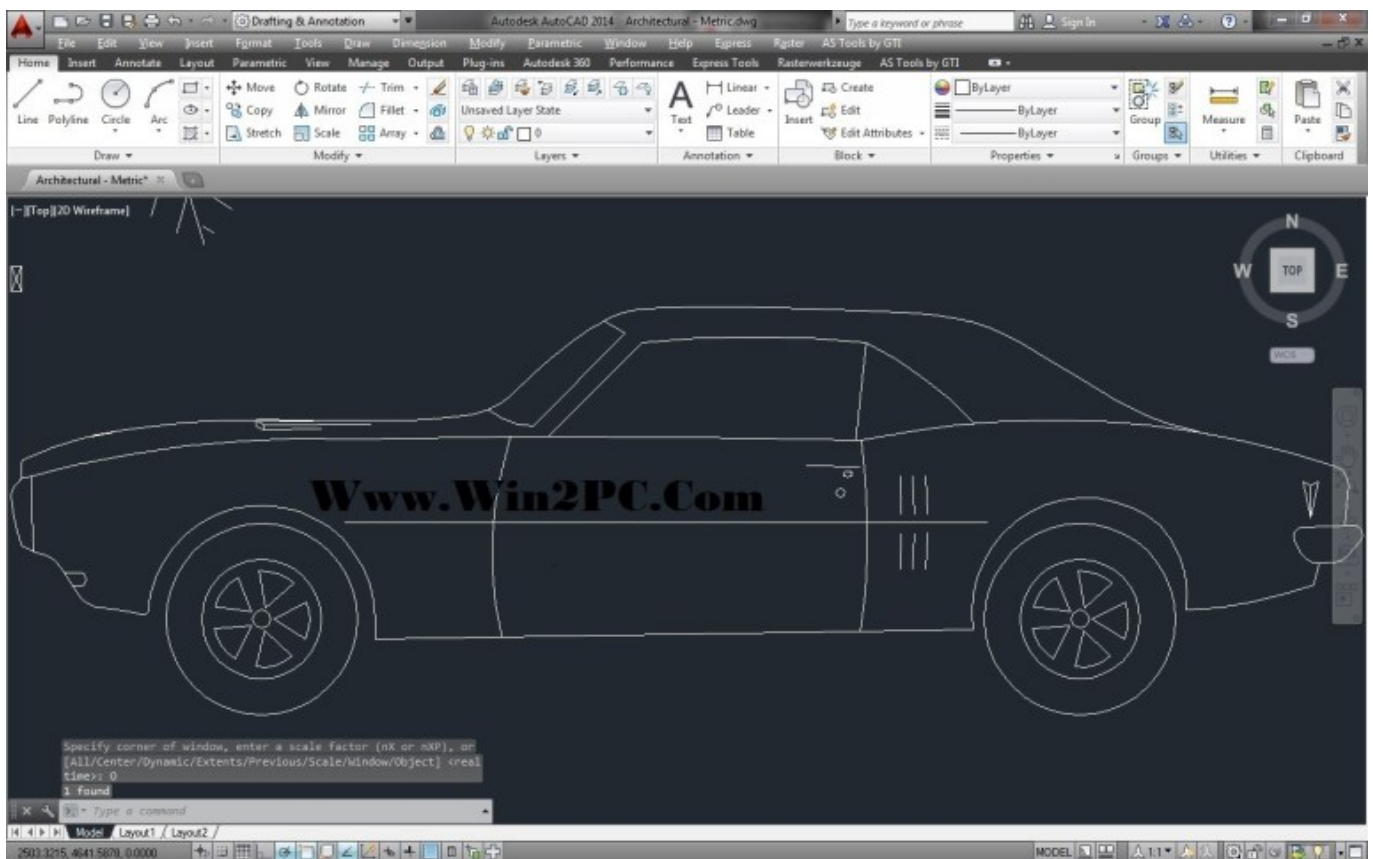 Drafting & Annotation
Autodesk AutoCAD 2014 Architectural - Metric.dwg
Type a keyword or phrase
Sign In
File Edit View Insert Format Tools Draw Dimension Modify Parametric Window Help Express Raster AS Tools by GTI
Home Insert Annotate Layout Parametric View Manage Output Plug-ins Autodesk 360 Performance Express Tools Rasterwerkzeuge AS Tools by GTI
Line Polyline Circle Arc
Move Rotate Trim
Copy Mirror Fillet
Stretch Scale Array
Unsaved Layer State
0
Text
Linear
Leader
Table
Insert
Create
Edit
Edit Attributes
ByLayer
ByLayer
ByLayer
Group
Measure
Paste
Draw Modify Layers Annotation Block Properties Groups Utilities Clipboard
Architectural - Metric*
[-][Top][2D Wireframe]
N
W TOP E
S
WCS
Www.Win2PC.Com
Specify corner of window, enter a scale factor (nX or nXP), or
[All/Center/Dynamic/Extents/Previous/Scale/Window/Object] <real
time>: O
1 found
Type a command
Model Layout1 Layout2
2503.3215, 4641.5878, 0.0000
MODEL
1:1